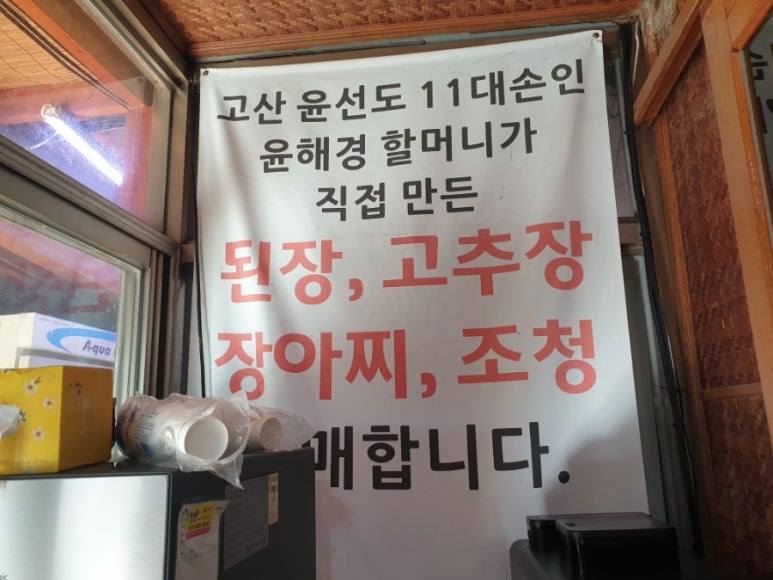 고산 윤선도 11대손인
윤해경 할머니가
직접 만든
된장, 고추장
장아찌, 조청
매합니다.
Aqua